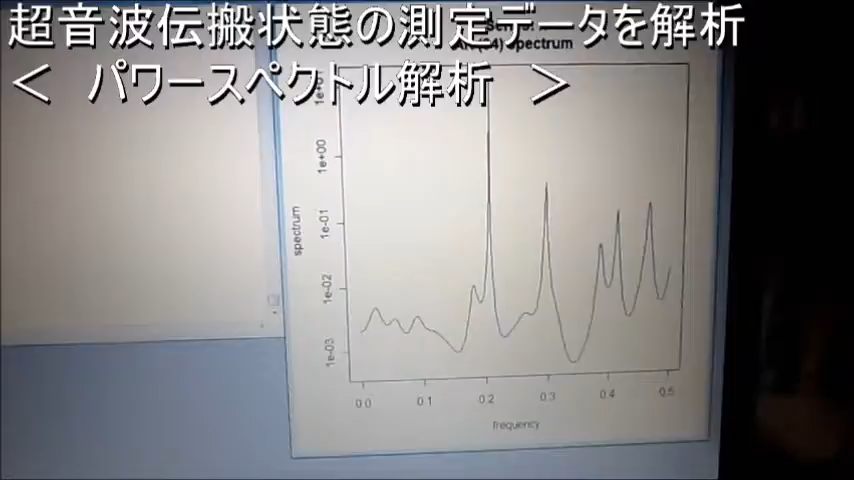 超音波伝搬状態の測定データを解析
< パワースペクトル解析 >
spectrum
spectrum
1e+00
1e-01
1e-02
1e-03
0.0 0.1 0.2 0.3 0.4 0.5
frequency